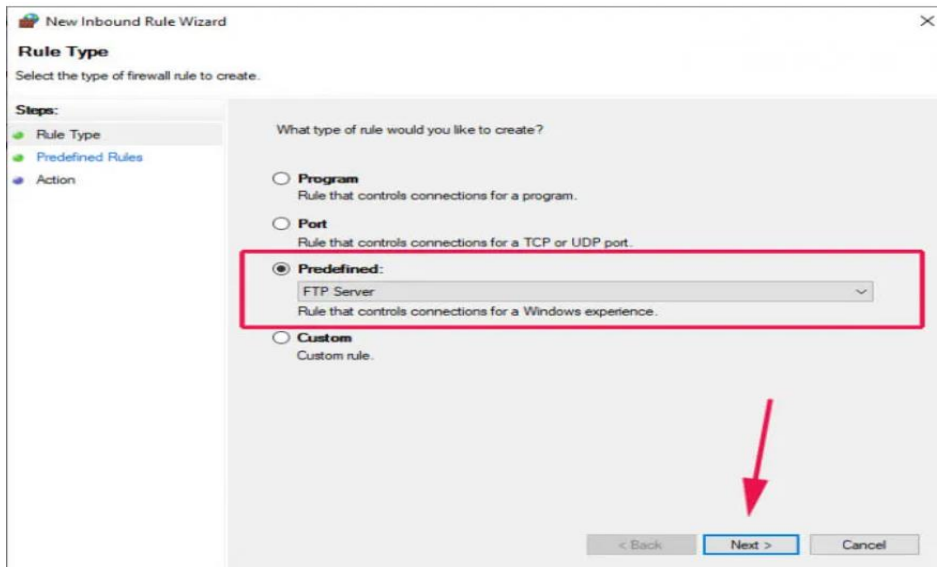 New Inbound Rule Wizard
Rule Type
Select the type of firewall rule to create.
Steps:
Rule Type
Predefined Rules
Action
What type of rule would you like to create?
Program
Rule that controls connections for a program.
Port
Rule that controls connections for a TCP or UDP port.
Predefined:
FTP Server
Rule that controls connections for a Windows experience.
Custom
Custom rule.
< Back Next > Cancel